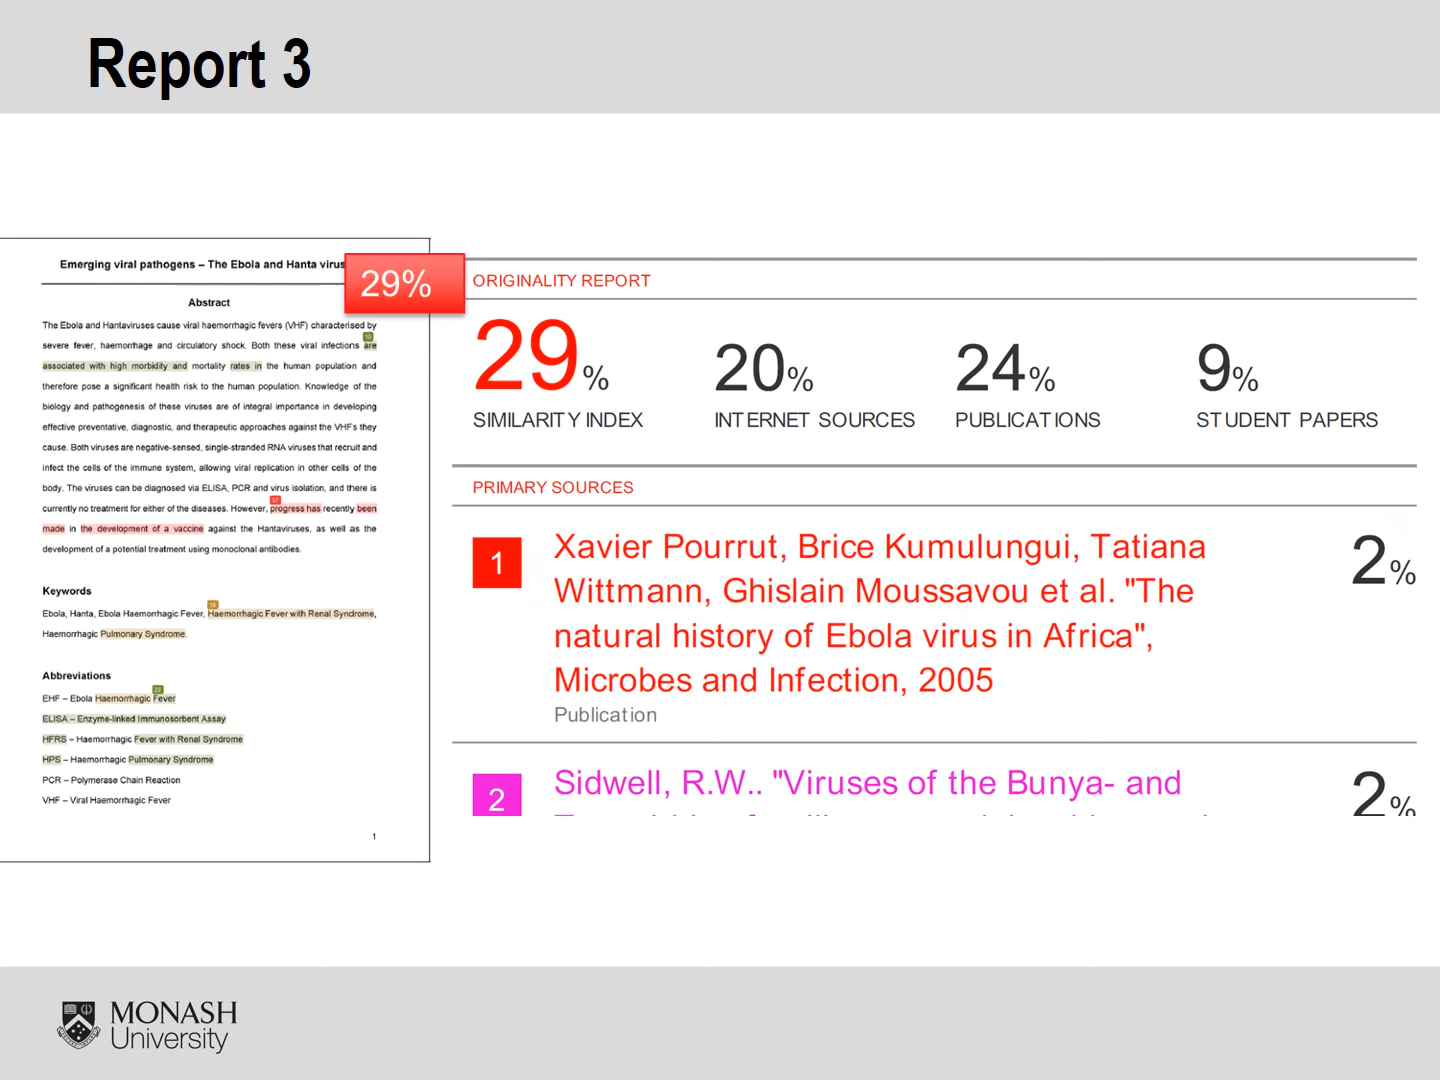 Report 3
Emerging viral pathogens – The Ebola and Hanta virus
29%
Abstract
The Ebola and Hantaviruses cause viral haemorrhagic fevers (VHF) characterised by
severe fever, haemorrhage and circulatory shock. Both these viral infections are
associated with high morbidity and mortality rates in the human population and
therefore pose a significant health risk to the human population. Knowledge of the
biology and pathogenesis of these viruses are of integral importance in developing
effective preventative, diagnostic, and therapeutic approaches against the VHF's they
cause. Both viruses are negative-sensed, single-stranded RNA viruses that recruit and
infect the cells of the immune system, allowing viral replication in other cells of the
body. The viruses can be diagnosed via ELISA, PCR and virus isolation, and there is
37
currently no treatment for either of the diseases. However, progress has recently been
made in the development of a vaccine against the Hantaviruses, as well as the
development of a potential treatment using monoclonal antibodies.
Keywords
Ebola, Hanta, Ebola Haemorrhagic Fever, Haemorrhagic Fever with Renal Syndrome,
Haemorrhagic Pulmonary Syndrome.
Abbreviations
EHF – Ebola Haemorrhagic Fever
ELISA – Enzyme-linked Immunosorbent Assay
HFRS – Haemorrhagic Fever with Renal Syndrome
HPS – Haemorrhagic Pulmonary Syndrome
PCR – Polymerase Chain Reaction
VHF – Viral Haemorrhagic Fever
1
ORIGINALITY REPORT
29% 20% 24% 9%
SIMILARITY INDEX INTERNET SOURCES PUBLICATIONS STUDENT PAPERS
PRIMARY SOURCES
1 Xavier Pourrut, Brice Kumulungui, Tatiana 2%
Wittmann, Ghislain Moussavou et al. "The
natural history of Ebola virus in Africa",
Microbes and Infection, 2005
Publication
2 Sidwell, R.W.. "Viruses of the Bunya- and 2%
MONASH
University